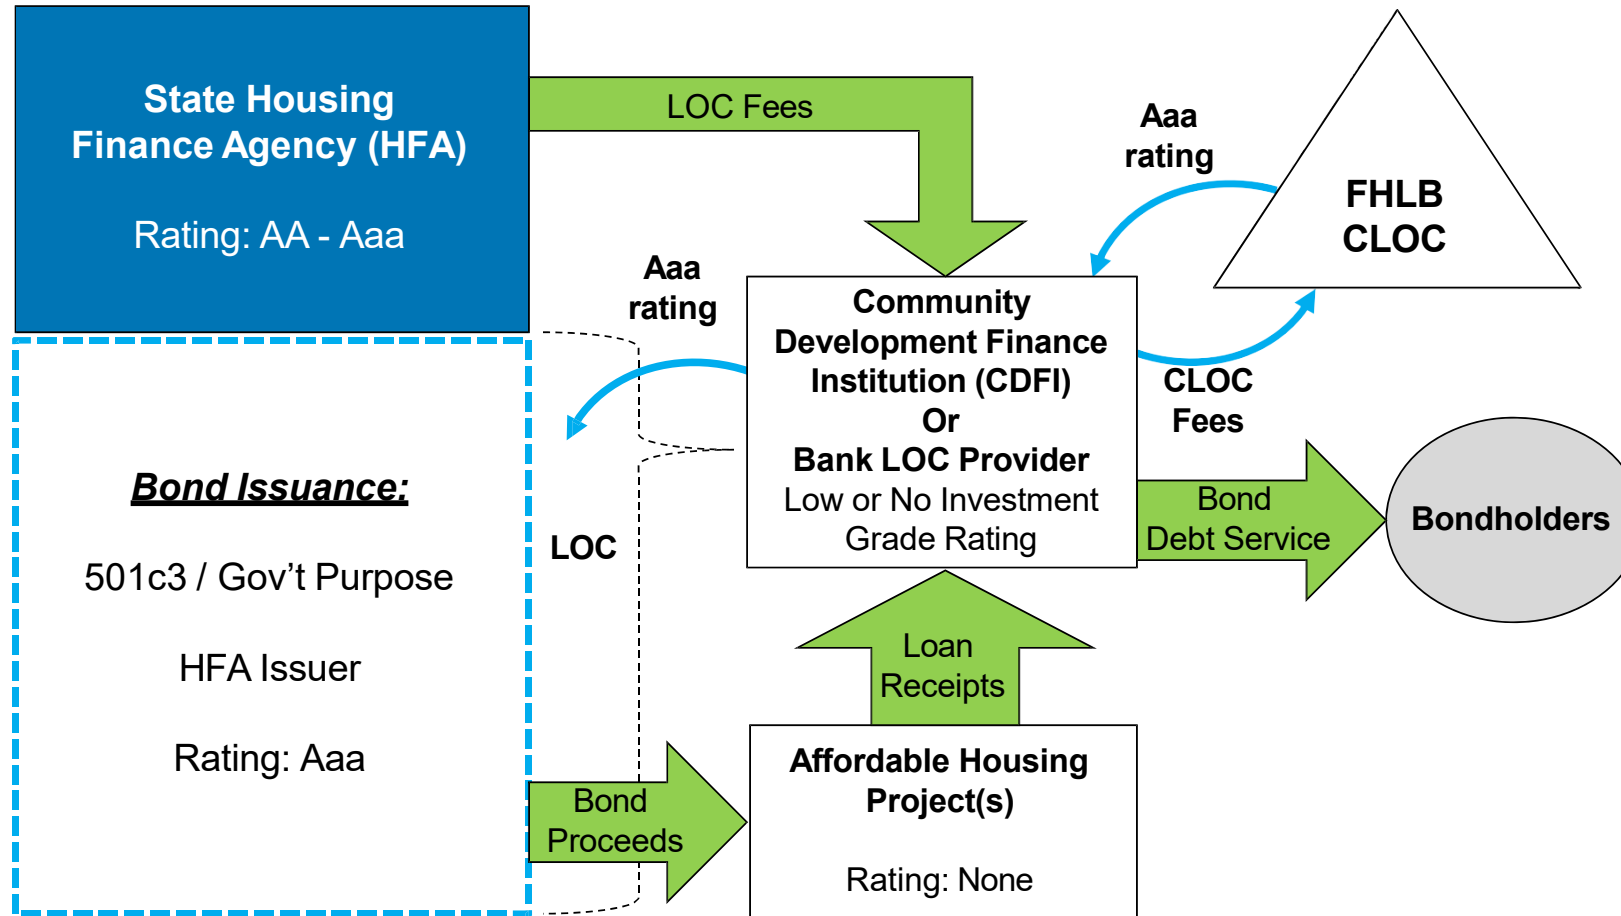 State Housing
Finance Agency (HFA)
Rating: AA - Aaa
LOC Fees
Aaa
rating
FHLB
CLOC
Aaa
rating
Community
Development Finance
Institution (CDFI)
Or
Bank LOC Provider
Low or No Investment
Grade Rating
CLOC
Fees
Bond Issuance:
501c3 / Gov’t Purpose
HFA Issuer
Rating: Aaa
LOC
Bond
Debt Service
Bondholders
Loan
Receipts
Bond
Proceeds
Affordable Housing
Project(s)
Rating: None